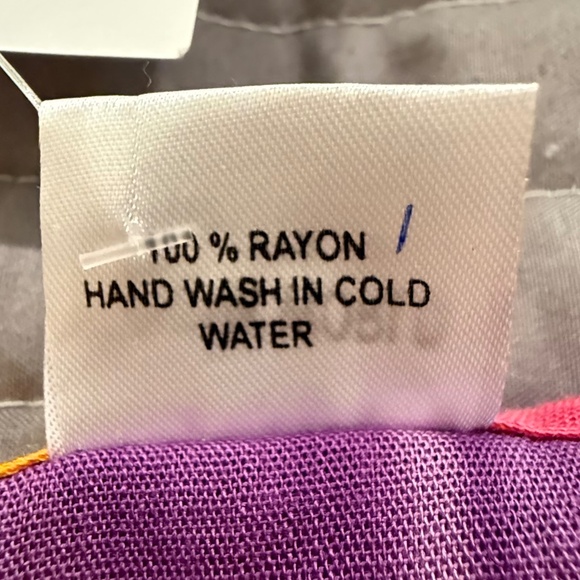 100 % RAYON
HAND WASH IN COLD
WATER